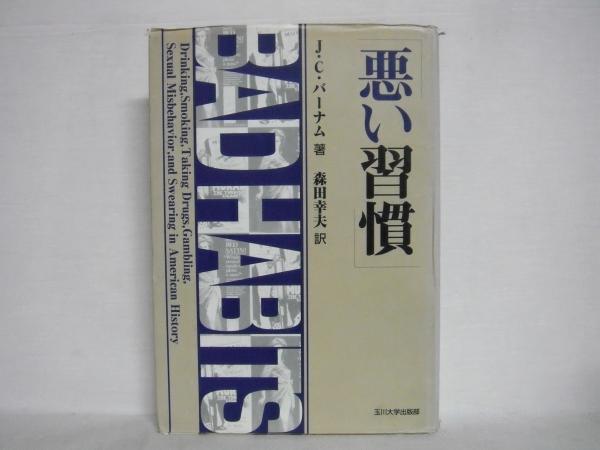 「悪い習慣」
J・C・バーナム 著
森田幸夫 訳
BAD HABITS
Drinking,Smoking,Taking Drugs,Gambling,
Sexual Misbehavior,and Swearing in American History
玉川大学出版部